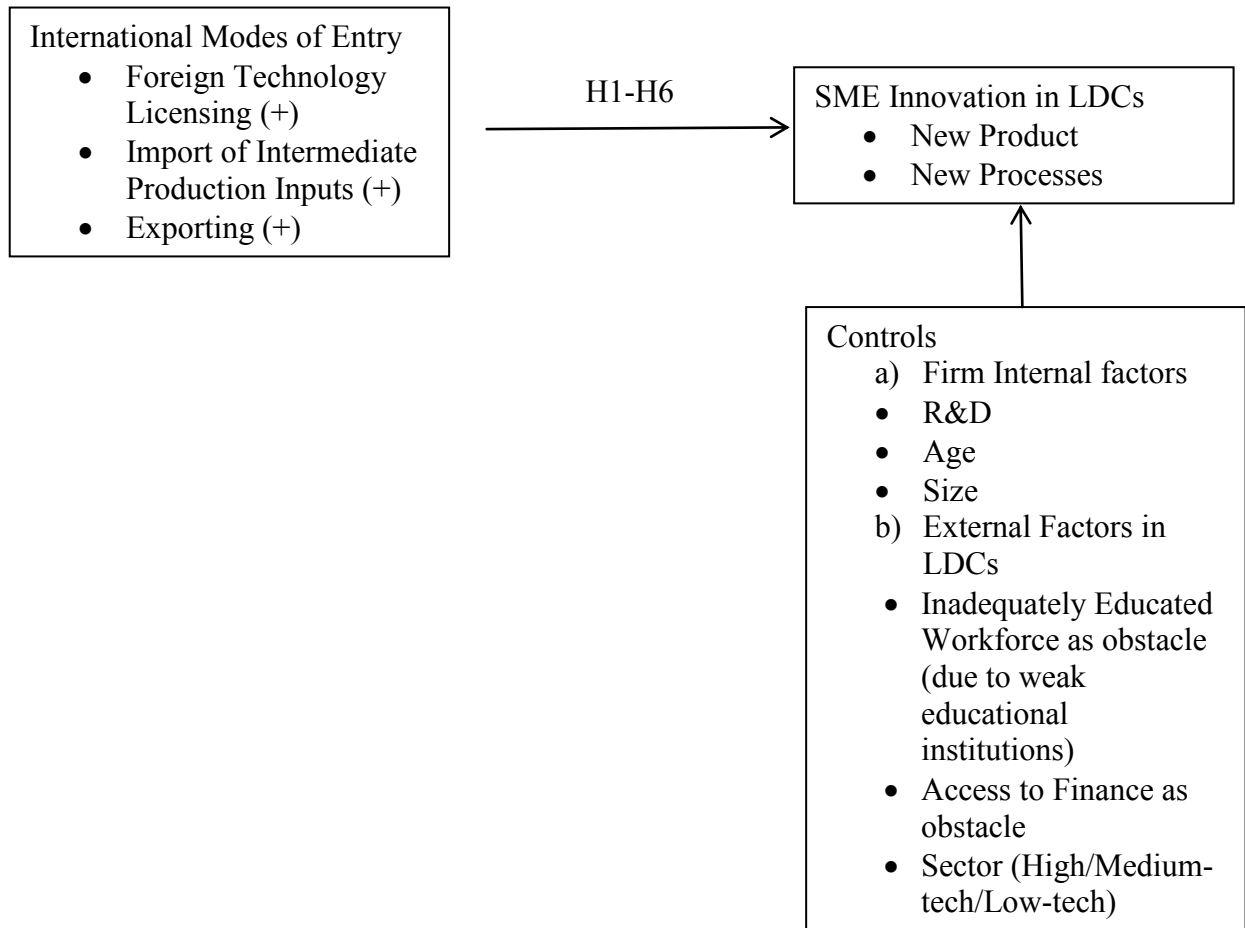 International Modes of Entry
• Foreign Technology
Licensing (+)
• Import of Intermediate
Production Inputs (+)
• Exporting (+)
H1-H6
SME Innovation in LDCs
• New Product
• New Processes
Controls
a) Firm Internal factors
• R&D
• Age
• Size
b) External Factors in
LDCs
• Inadequately Educated
Workforce as obstacle
(due to weak
educational
institutions)
• Access to Finance as
obstacle
• Sector (High/Medium-
tech/Low-tech)